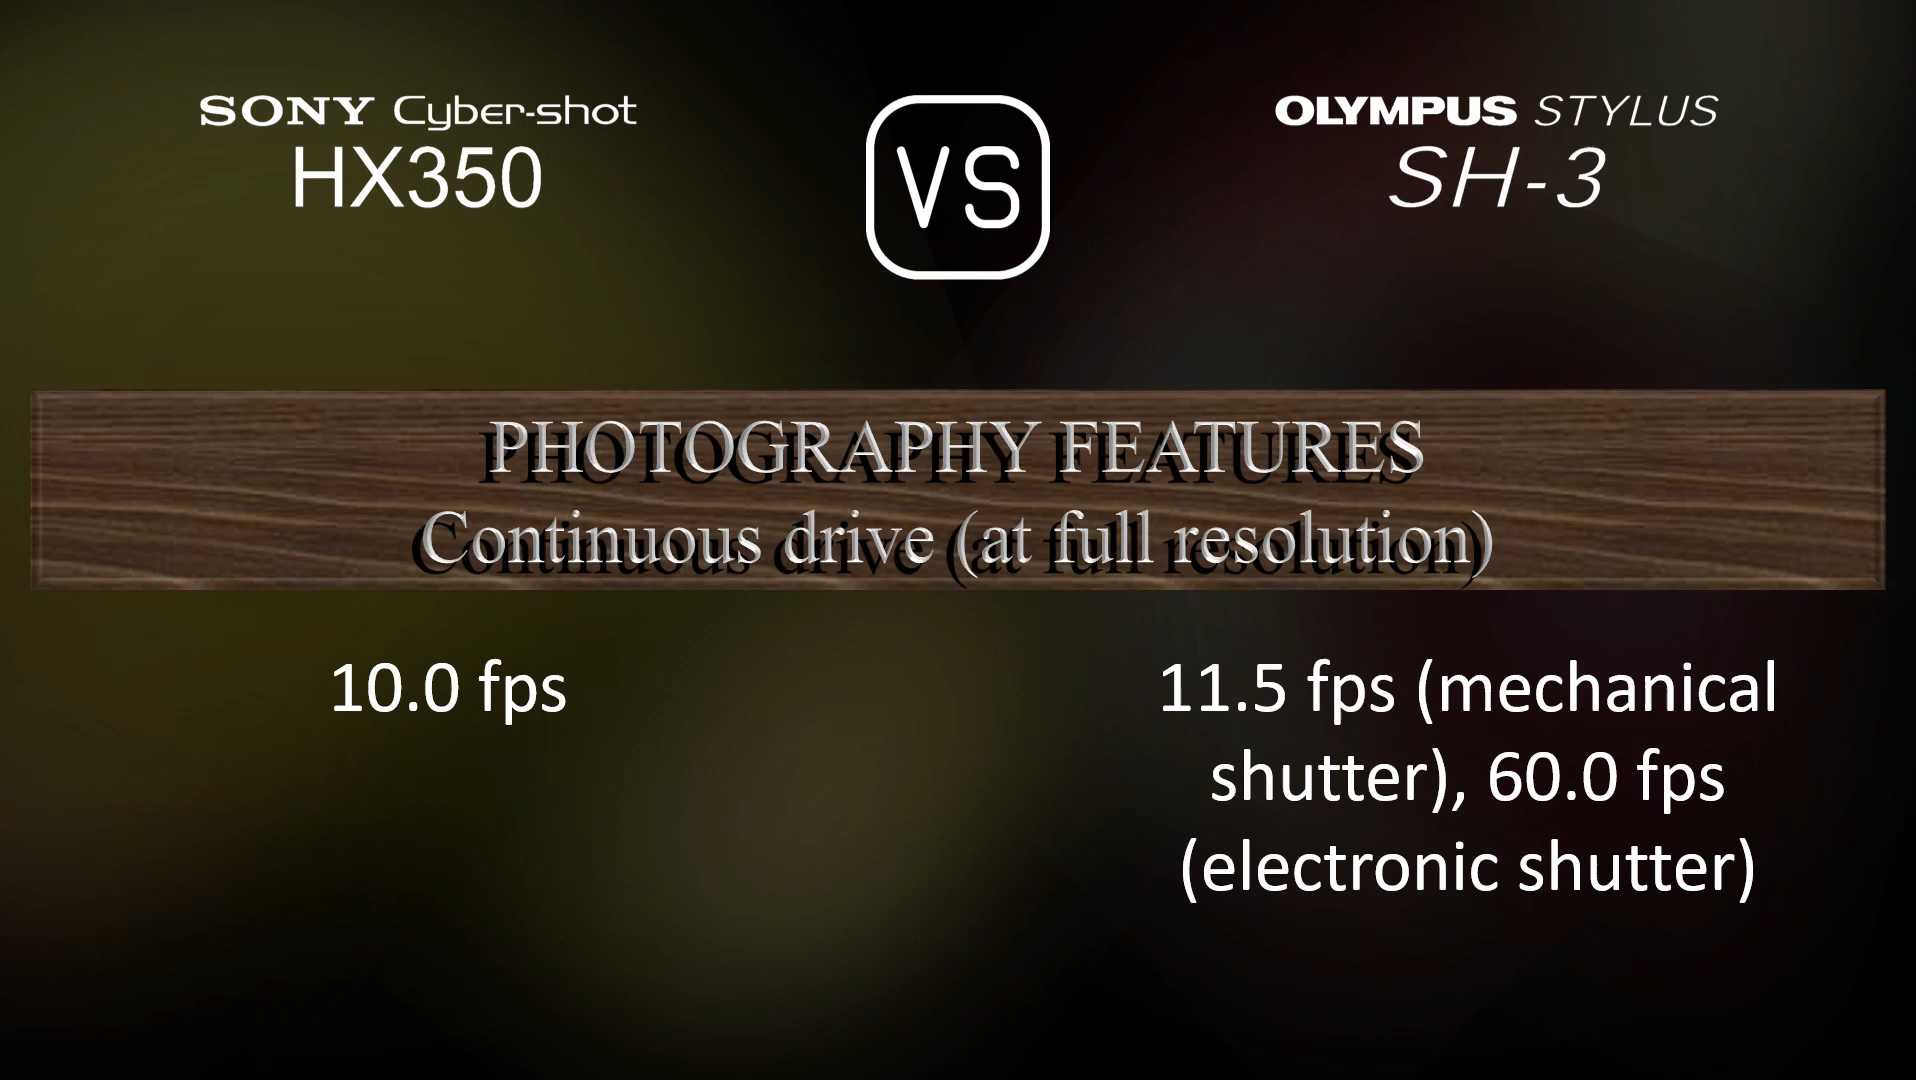 SONY Cyber-shot
HX350
VS
OLYMPUS STYLUS
SH-3
PHOTOGRAPHY FEATURES
Continuous drive (at full resolution)
10.0 fps
11.5 fps (mechanical
shutter), 60.0 fps
(electronic shutter)